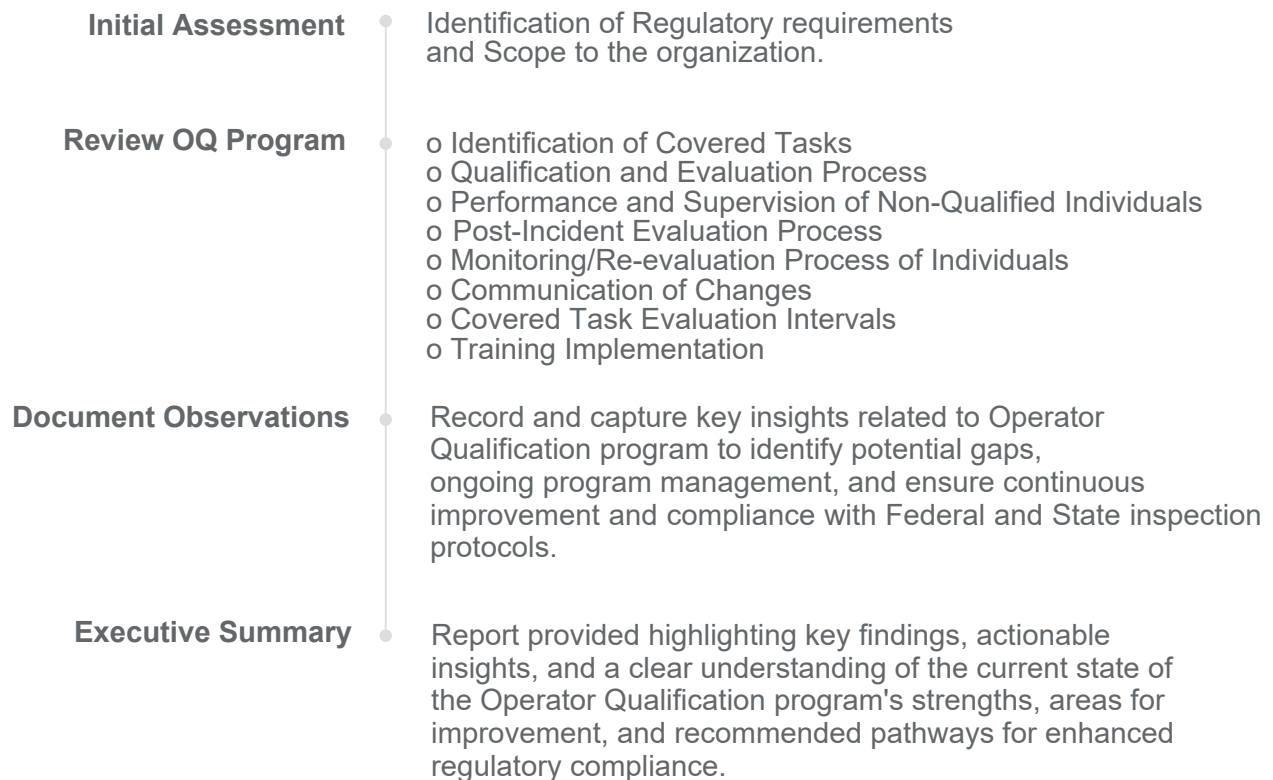 Initial Assessment
Identification of Regulatory requirements
and Scope to the organization.
Review OQ Program
o Identification of Covered Tasks
o Qualification and Evaluation Process
o Performance and Supervision of Non-Qualified Individuals
o Post-Incident Evaluation Process
o Monitoring/Re-evaluation Process of Individuals
o Communication of Changes
o Covered Task Evaluation Intervals
o Training Implementation
Document Observations
Record and capture key insights related to Operator
Qualification program to identify potential gaps,
ongoing program management, and ensure continuous
improvement and compliance with Federal and State inspection
protocols.
Executive Summary
Report provided highlighting key findings, actionable
insights, and a clear understanding of the current state of
the Operator Qualification program's strengths, areas for
improvement, and recommended pathways for enhanced
regulatory compliance.